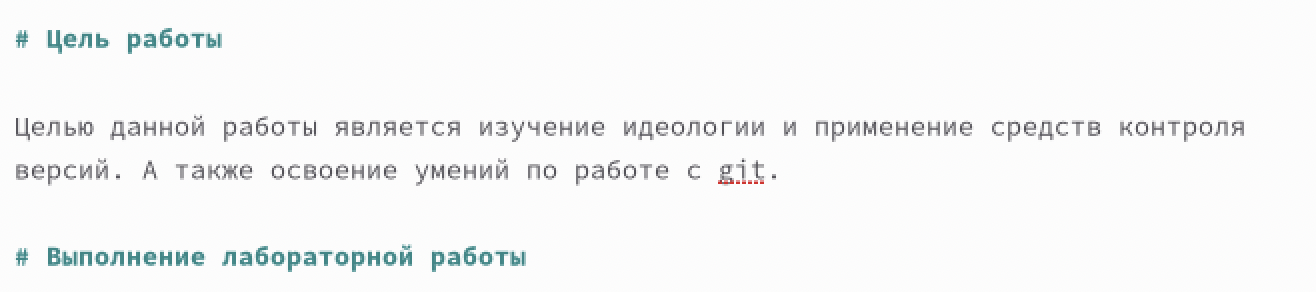 # Цель работы
Целью данной работы является изучение идеологии и применение средств контроля
версий. А также освоение умений по работе с git.
# Выполнение лабораторной работы